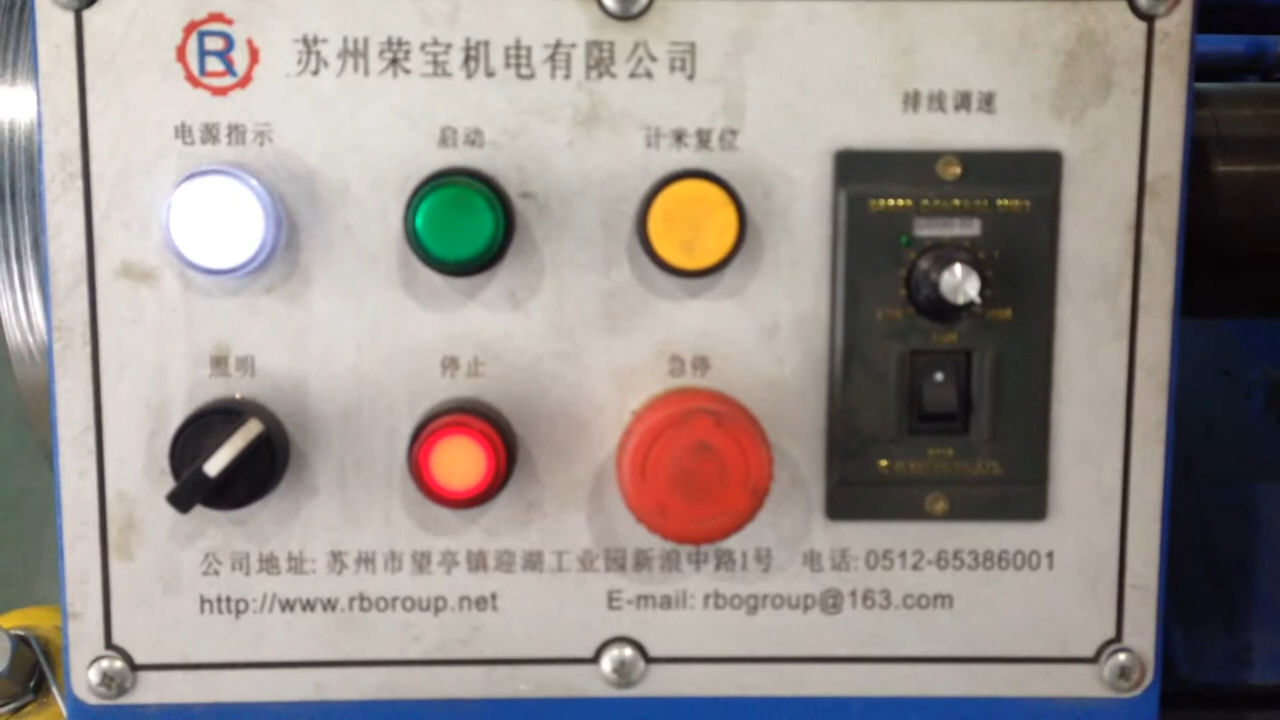 R 苏州荣宝机电有限公司
排线调速
电源指示 启动 计米复位
SPEED CONTROL UNIT
照明 停止 急停
公司地址: 苏州市望亭镇迎湖工业园新浪中路1号 电话: 0512-65386001
http://www.rboroup.net E-mail: rbogroup@163.com